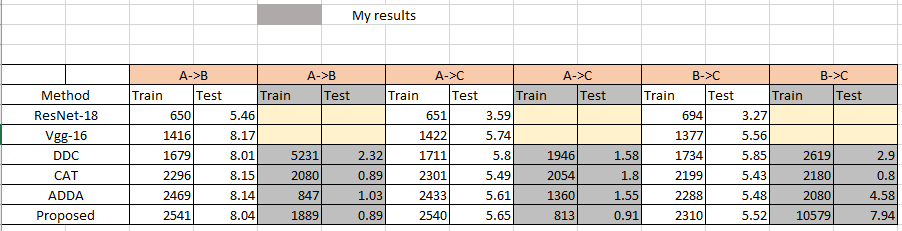 My results
A->B A->B A->C A->C B->C B->C
Method Train Test Train Test Train Test Train Test Train Test Train Test
ResNet-18 650 5.46 651 3.59 694 3.27
Vgg-16 1416 8.17 1422 5.74 1377 5.56
DDC 1679 8.01 5231 2.32 1711 5.8 1946 1.58 1734 5.85 2619 2.9
CAT 2296 8.15 2080 0.89 2301 5.49 2054 1.8 2199 5.43 2180 0.8
ADDA 2469 8.14 847 1.03 2433 5.61 1360 1.55 2288 5.48 2080 4.58
Proposed 2541 8.04 1889 0.89 2540 5.65 813 0.91 2310 5.52 10579 7.94